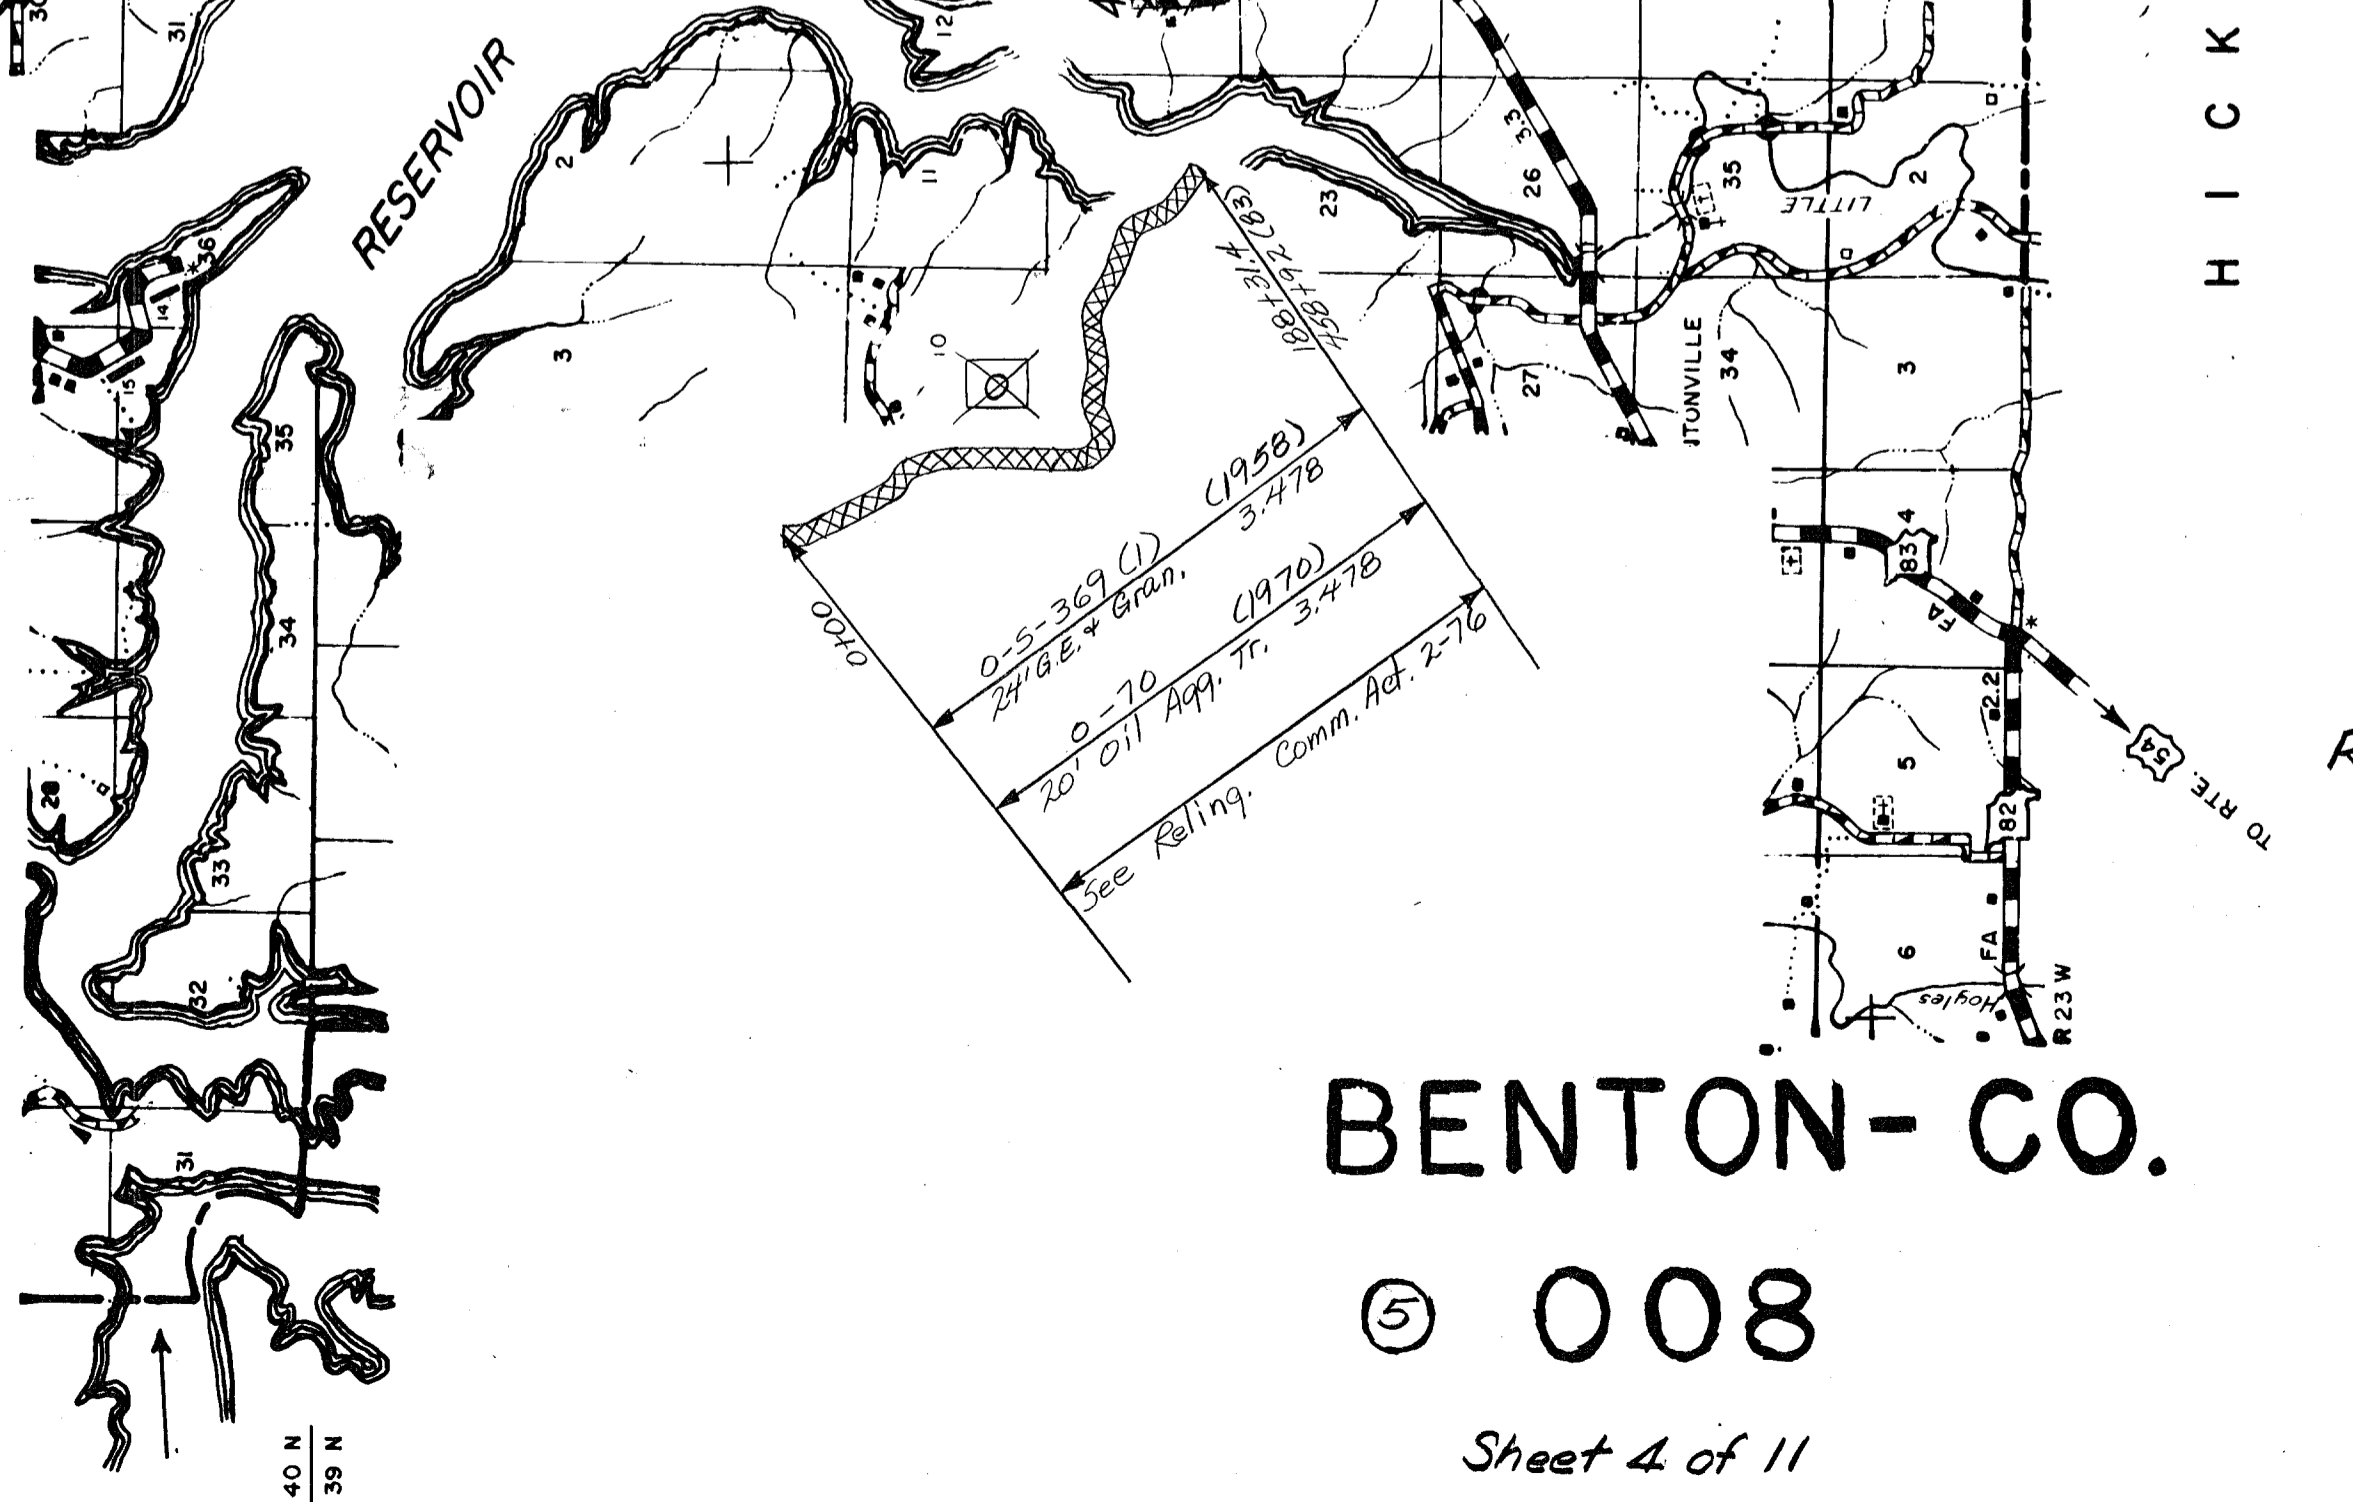 30
31
12
RESERVOIR
2
11
36
14
15
3
10
35
34
28
33
32
31
40 N
39 N
0+00
188+31.4
458+92 (83)
0-S-369 (1) (1958)
24' G.E. & Gran. 3.478
0-70 (1970)
20' Oil Agg. Tr. 3.478
See Reling. Comm. Act. 2-76
33
26
23
27
35
2
LITTLE
34
3
4
83
FA
2.2
5
82
54
TO RTE.
6
FA
Hoyles
R 23 W
H I C K
BENTON-CO.
5 008
Sheet 4 of 11